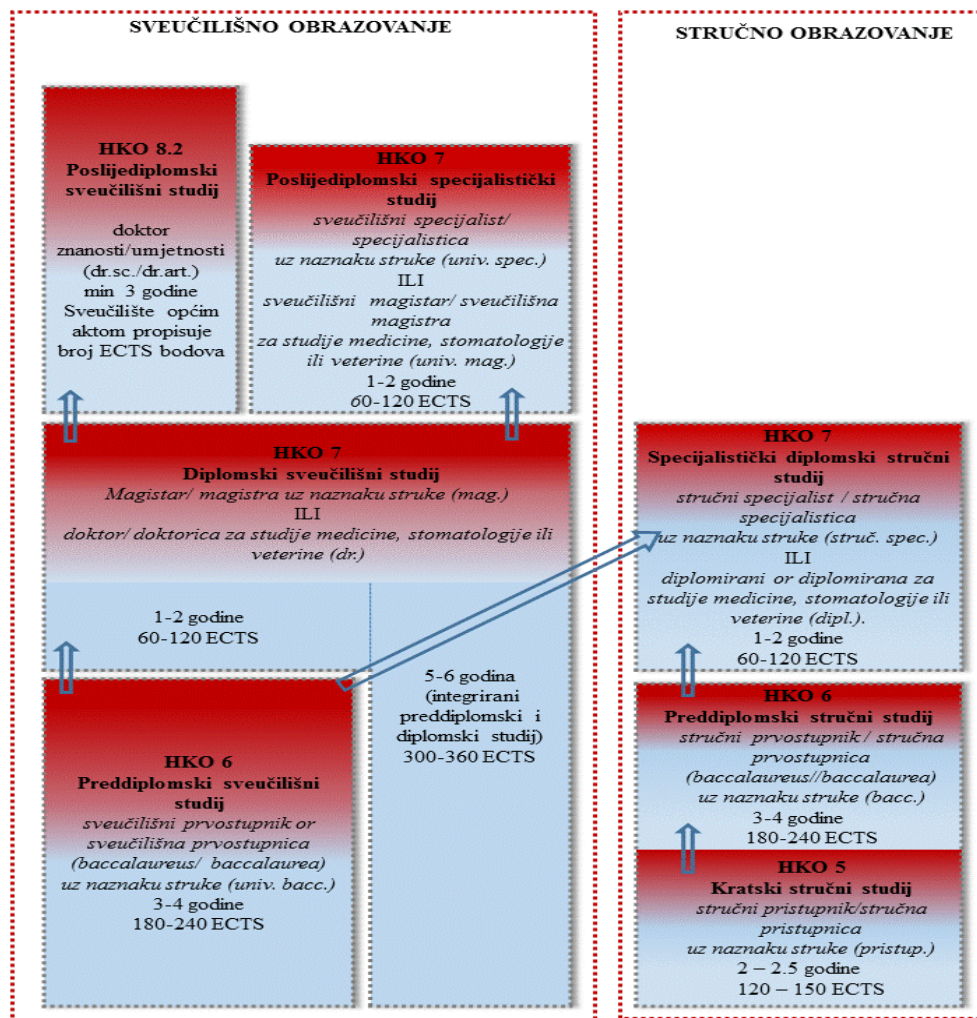 SVEUČILIŠNO OBRAZOVANJE
HKO 8.2
Poslijediplomski
sveučilišni studij
doktor
znanosti/umjetnosti
(dr.sc./dr.art.)
min 3 godine
Sveučilište općim
aktom propisuje
broj ECTS bodova
HKO 7
Poslijediplomski specijalistički
studij
sveučilišni specijalist/
specijalistica
uz naznaku struke (univ. spec.)
ILI
sveučilišni magistar/ sveučilišna
magistra
za studije medicine, stomatologije
ili veterine (univ. mag.)
1-2 godine
60-120 ECTS
HKO 7
Diplomski sveučilišni studij
Magistar/ magistra uz naznaku struke (mag.)
ILI
doktor/ doktorica za studije medicine, stomatologije ili
veterine (dr.)
1-2 godine
60-120 ECTS
5-6 godina
(integrirani
preddiplomski i
diplomski studij)
300-360 ECTS
HKO 6
Preddiplomski sveučilišni
studij
sveučilišni prvostupnik or
sveučilišna prvostupnica
(baccalaureus/ baccalaurea)
uz naznaku struke (univ. bacc.)
3-4 godine
180-240 ECTS
STRUČNO OBRAZOVANJE
HKO 7
Specijalistički diplomski stručni
studij
stručni specijalist / stručna
specijalistica
uz naznaku struke (struč. spec.)
ILI
diplomirani or diplomirana za
studije medicine, stomatologije ili
veterine (dipl.).
1-2 godine
60-120 ECTS
HKO 6
Preddiplomski stručni studij
stručni prvostupnik / stručna
prvostupnica
(baccalaureus//baccalaurea)
uz naznaku struke (bacc.)
3-4 godine
180-240 ECTS
HKO 5
Kratski stručni studij
stručni pristupnik/stručna
pristupnica
uz naznaku struke (pristup.)
2 – 2.5 godine
120 – 150 ECTS